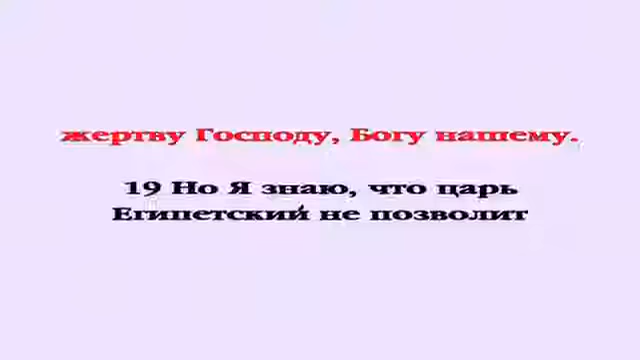 жертву Господу, Богу нашему.
19 Но Я знаю, что царь
Египетский не позволит